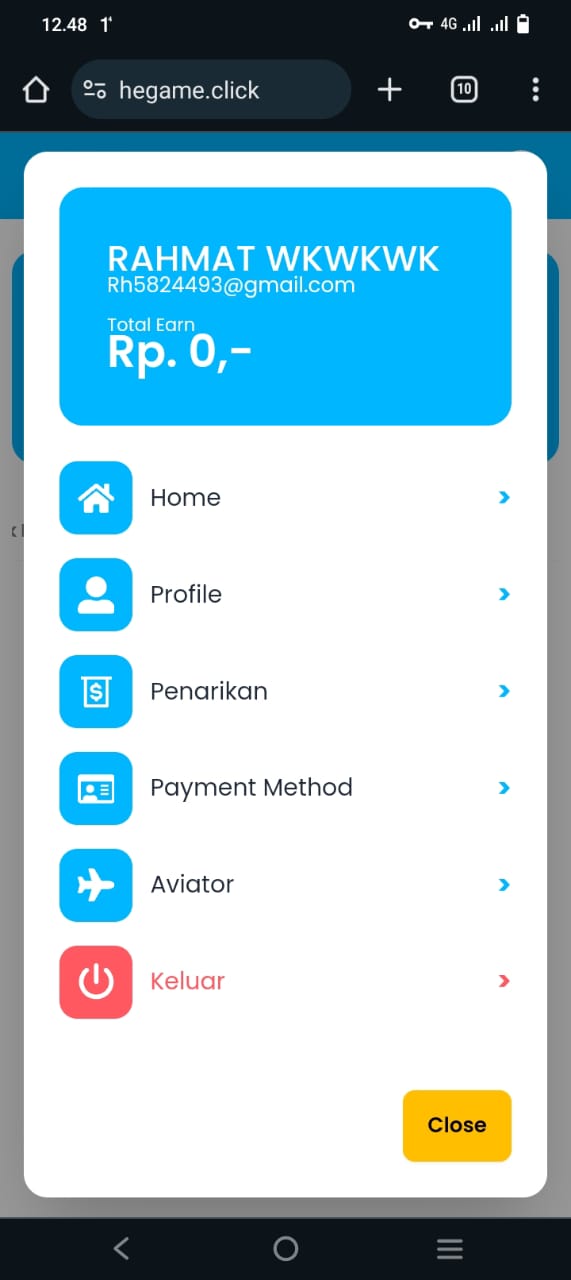 12.48
4G
hegame.click
10
RAHMAT WKWKWK
Rh5824493@gmail.com
Total Earn
Rp. 0,-
Home
Profile
Penarikan
Payment Method
Aviator
Keluar
Close